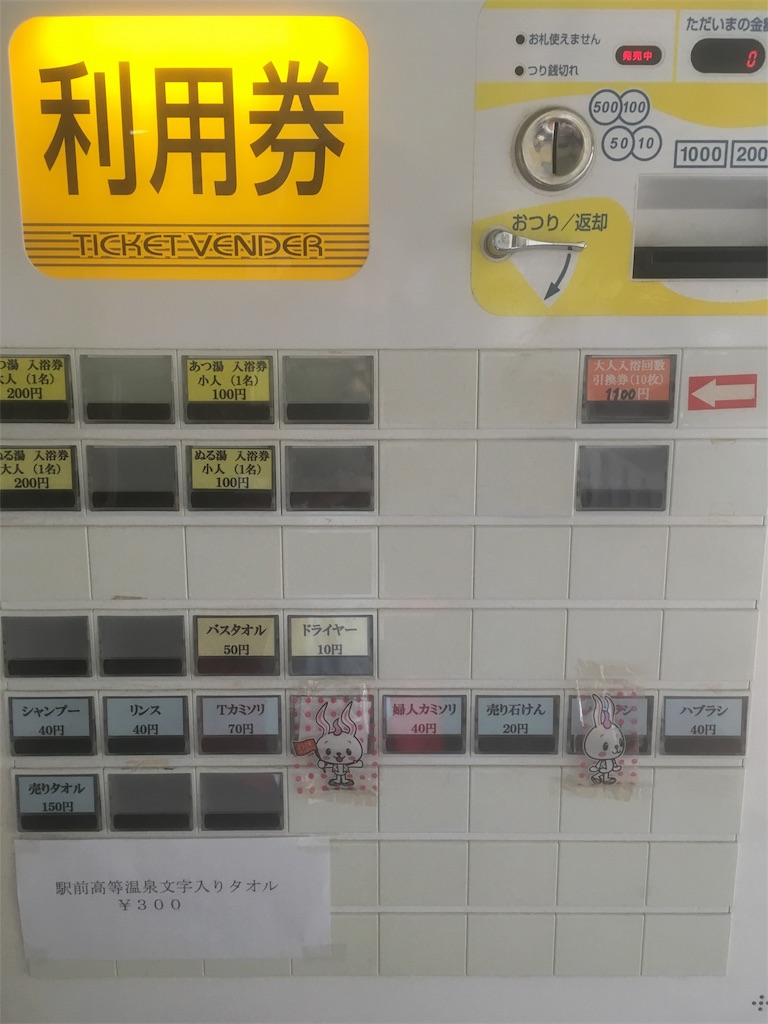 利用券
TICKET VENDER
お札使えません
つり銭切れ
発売中
ただいまの金額
0
500 100
50 10
1000 200
おつり／返却
つ湯 入浴券
大人（1名）
200円
あつ湯 入浴券
小人（1名）
100円
大人入浴回数
引換券(10枚)
1100円
ぬる湯 入浴券
大人（1名）
200円
ぬる湯 入浴券
小人（1名）
100円
バスタオル
50円
ドライヤー
10円
シャンプー
40円
リンス
40円
Tカミソリ
70円
婦人カミソリ
40円
売り石けん
20円
ハブラシ
40円
売りタオル
150円
駅前高等温泉文字入りタオル
￥３００